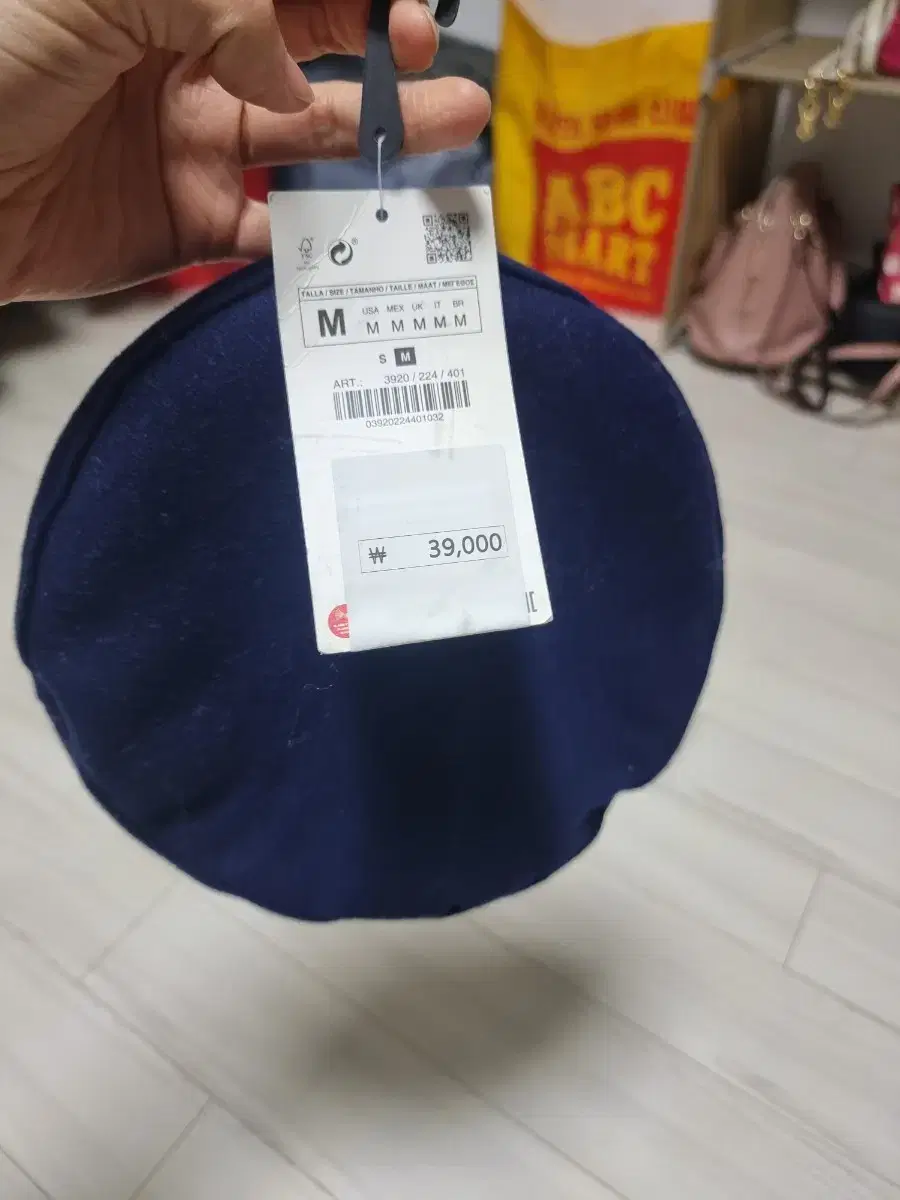 TALLA / SIZE / TAMANHO / TAILLE / MAAT / ΜΕΓΕΘΟΣ
M
USA MEX UK IT BR
M M M M M
S M
ART.: 3920 / 224 / 401
03920224401032
₩ 39,000
ABC
MART